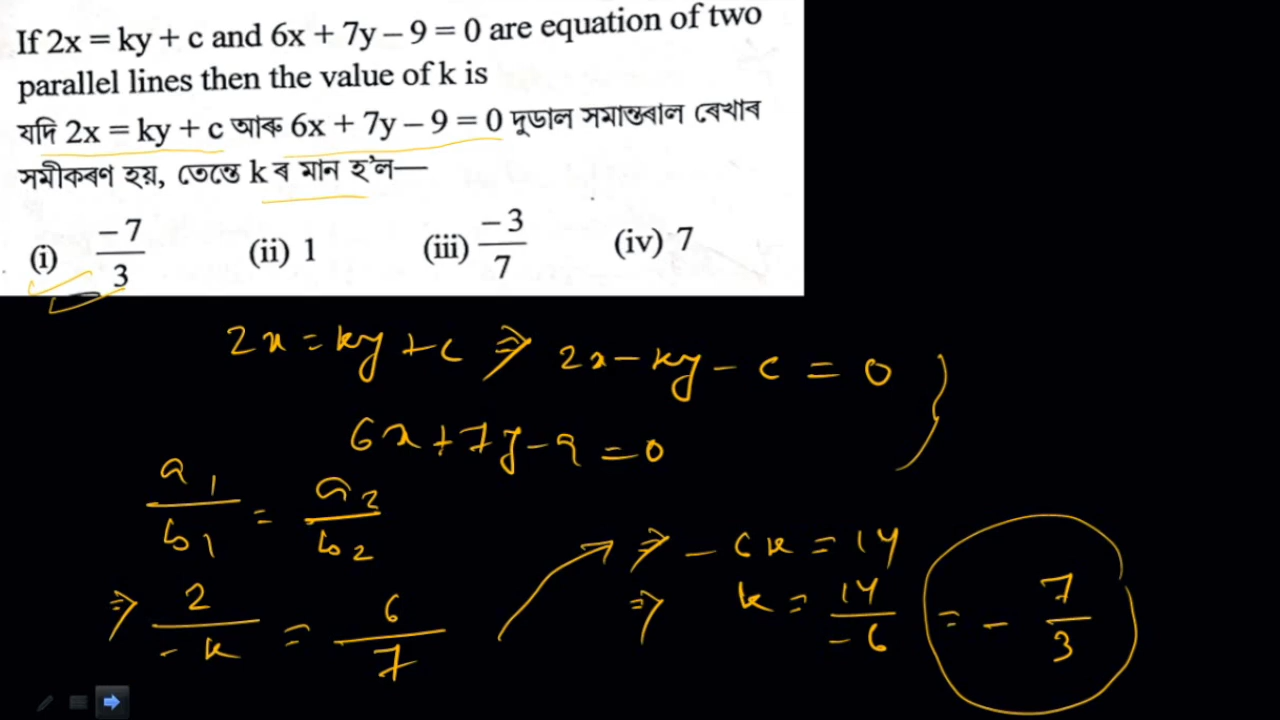 If 2x = ky + c and 6x + 7y – 9 = 0 are equation of two
parallel lines then the value of k is
যদি 2x = ky + c আৰু 6x + 7y – 9 = 0 দুডাল সমান্তৰাল ৰেখাৰ
সমীকৰণ হয়, তেন্তে k ৰ মান হ'ল—
(i) –7/3 (ii) 1 (iii) –3/7 (iv) 7
2x = ky + c ⇒ 2x – ky – c = 0
6x + 7y – 9 = 0
a1/b1 = a2/b2
⇒ 2/–k = 6/7
⇒ – 6k = 14
⇒ k = 14/–6 = – 7/3